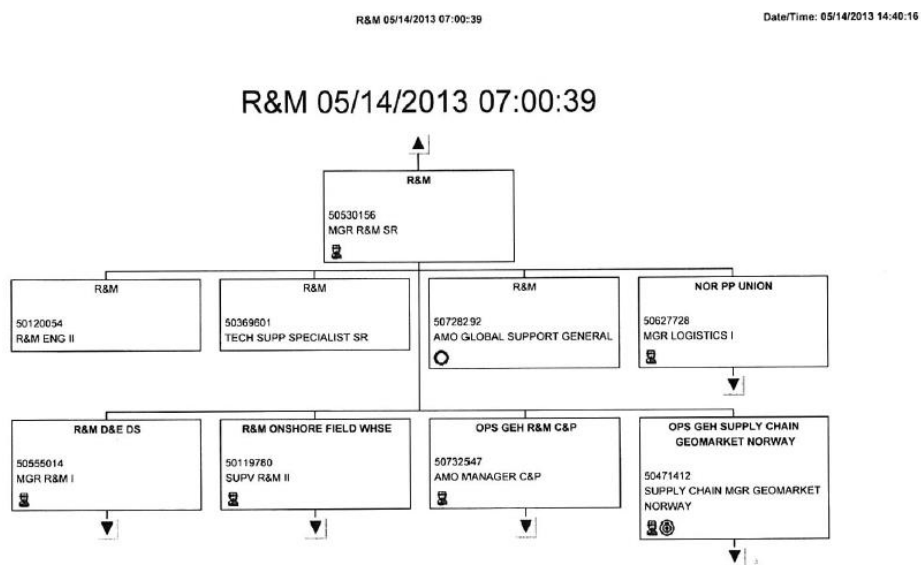 R&M 05/14/2013 07:00:39
Date/Time: 05/14/2013 14:40:16
R&M 05/14/2013 07:00:39
R&M
50530156
MGR R&M SR
R&M
50120054
R&M ENG II
R&M
50369601
TECH SUPP SPECIALIST SR
R&M
50728292
AMO GLOBAL SUPPORT GENERAL
NOR PP UNION
50627728
MGR LOGISTICS I
R&M D&E DS
50555014
MGR R&M I
R&M ONSHORE FIELD WHSE
50119780
SUPV R&M II
OPS GEH R&M C&P
50732547
AMO MANAGER C&P
OPS GEH SUPPLY CHAIN
GEOMARKET NORWAY
50471412
SUPPLY CHAIN MGR GEOMARKET
NORWAY